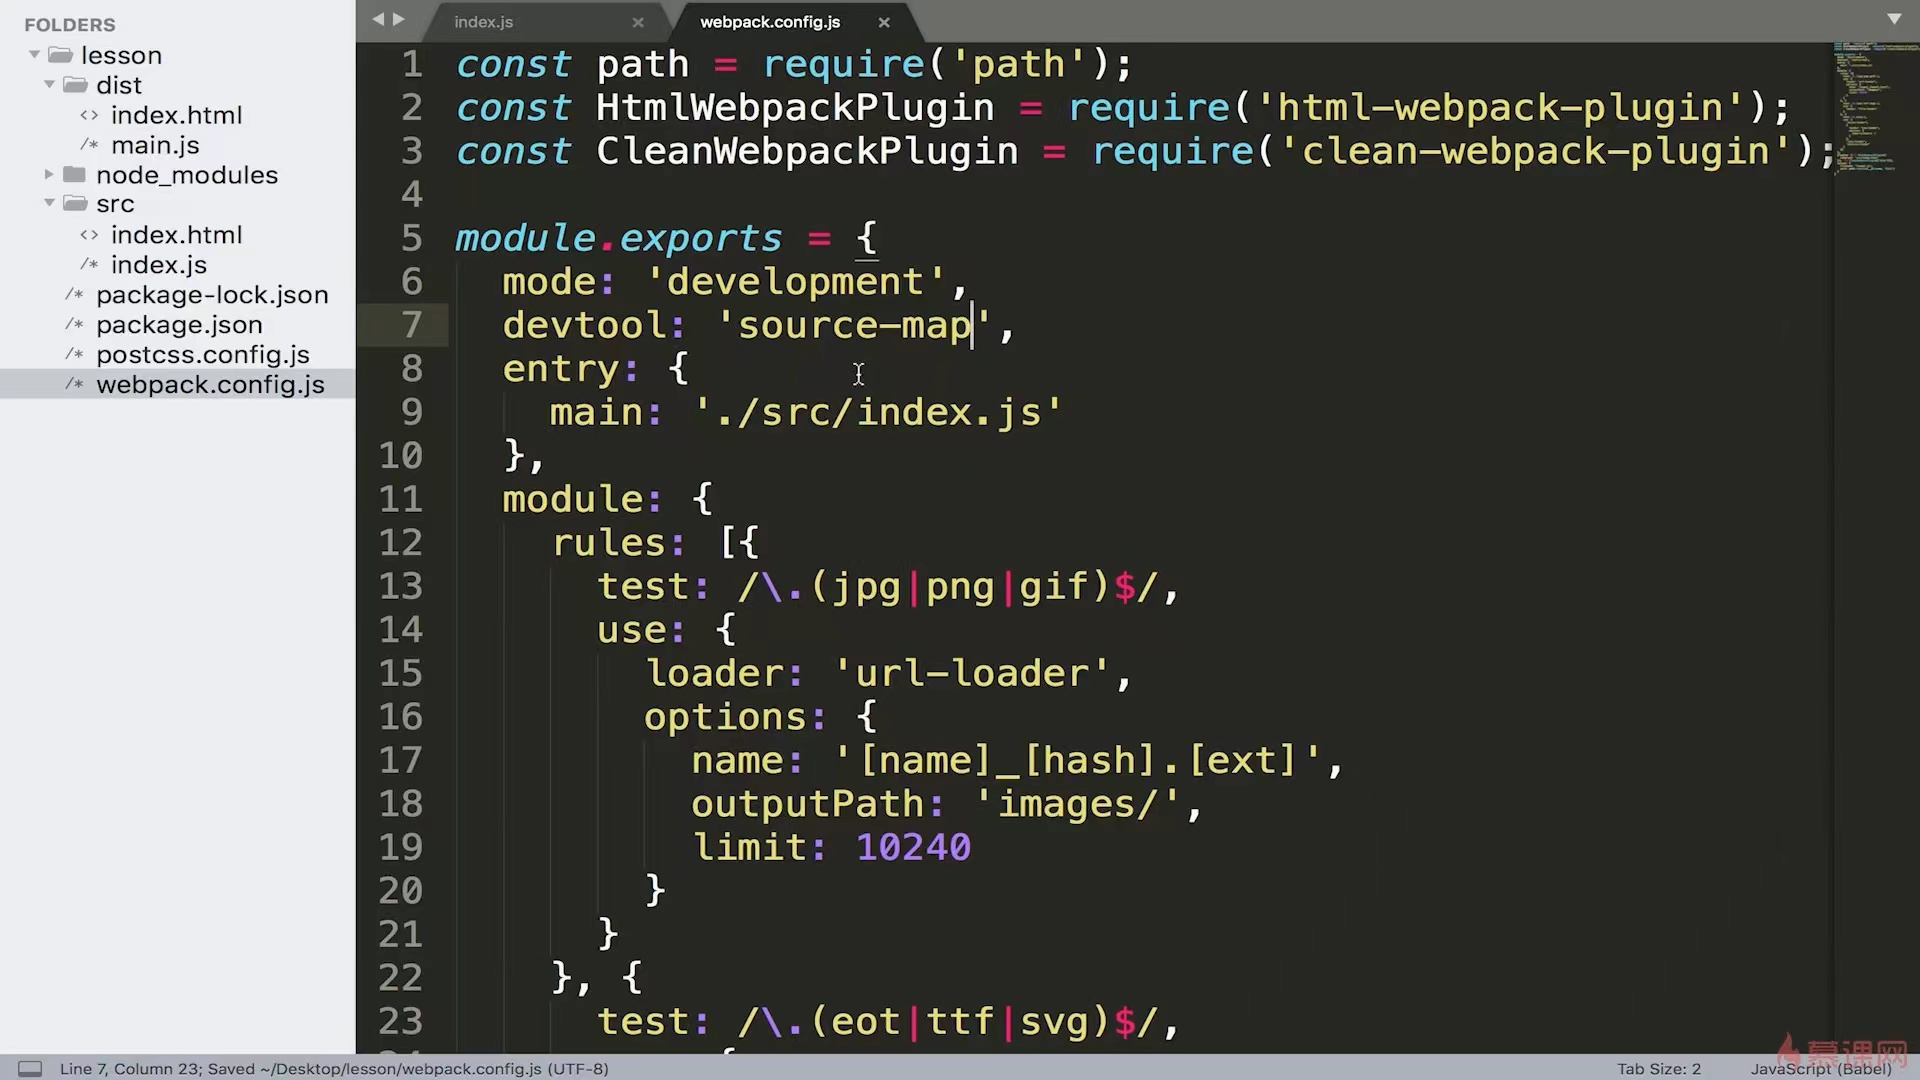 FOLDERS
lesson
dist
<> index.html
/* main.js
node_modules
src
<> index.html
/* index.js
/* package-lock.json
/* package.json
/* postcss.config.js
/* webpack.config.js
index.js ×
webpack.config.js ×
1 const path = require('path');
2 const HtmlWebpackPlugin = require('html-webpack-plugin');
3 const CleanWebpackPlugin = require('clean-webpack-plugin');
4
5 module.exports = {
6 mode: 'development',
7 devtool: 'source-map',
8 entry: {
9 main: './src/index.js'
10 },
11 module: {
12 rules: [{
13 test: /\.(jpg|png|gif)$/,
14 use: {
15 loader: 'url-loader',
16 options: {
17 name: '[name]_[hash].[ext]',
18 outputPath: 'images/',
19 limit: 10240
20 }
21 }
22 }, {
23 test: /\.(eot|ttf|svg)$/,
慕课网
Line 7, Column 23; Saved ~/Desktop/lesson/webpack.config.js (UTF-8)
Tab Size: 2
JavaScript (Babel)